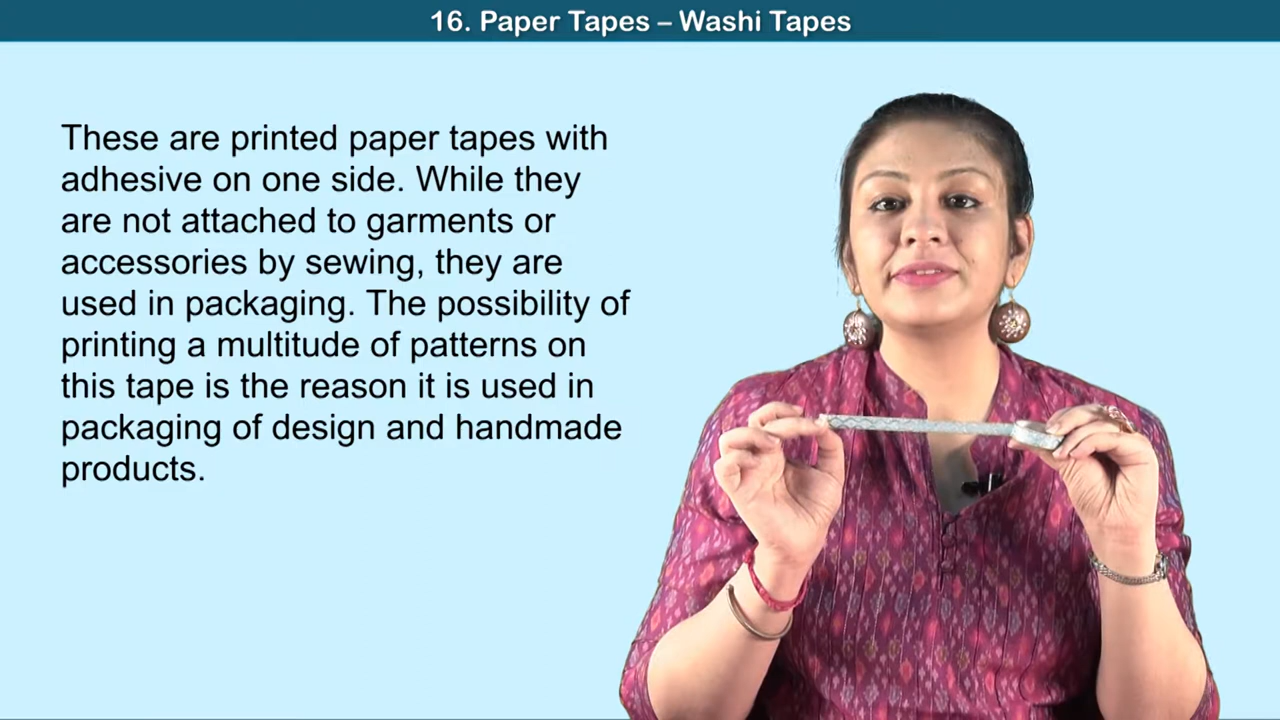 16. Paper Tapes – Washi Tapes
These are printed paper tapes with
adhesive on one side. While they
are not attached to garments or
accessories by sewing, they are
used in packaging. The possibility of
printing a multitude of patterns on
this tape is the reason it is used in
packaging of design and handmade
products.